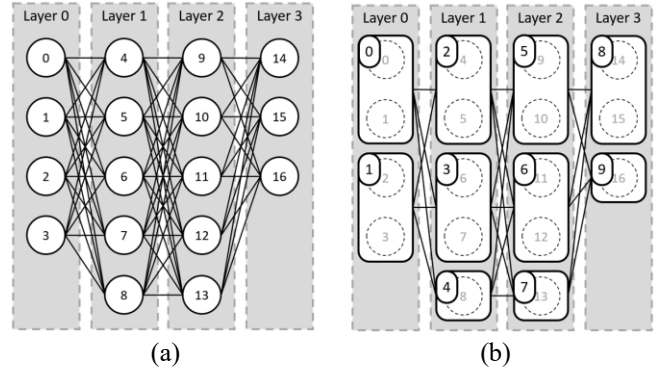 Layer 0 Layer 1 Layer 2 Layer 3
0 4 9 14
1 5 10 15
2 6 11 16
3 7 12
8 13
(a)
Layer 0 Layer 1 Layer 2 Layer 3
0 0 2 4 5 9 8 14
1 5 10 15
1 2 3 6 6 11 9 16
3 7 12
4 8 7 13
(b)